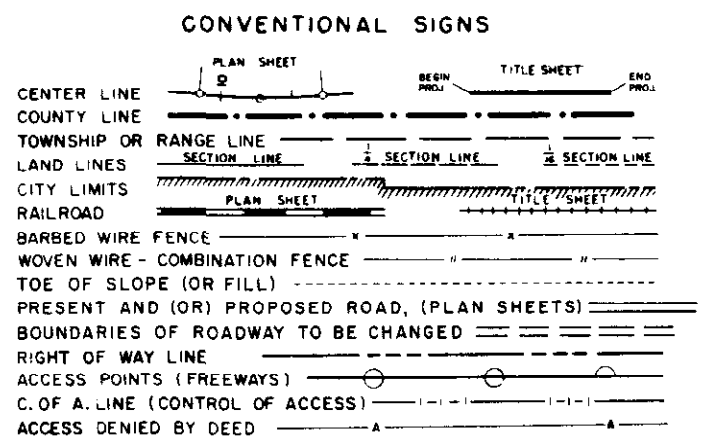 CONVENTIONAL SIGNS
PLAN SHEET
TITLE SHEET
10
BEGIN PROJ.
END PROJ.
CENTER LINE
COUNTY LINE
TOWNSHIP OR RANGE LINE
LAND LINES SECTION LINE 1/4 SECTION LINE 1/16 SECTION LINE
CITY LIMITS
RAILROAD PLAN SHEET TITLE SHEET
BARBED WIRE FENCE x x
WOVEN WIRE - COMBINATION FENCE
TOE OF SLOPE (OR FILL)
PRESENT AND (OR) PROPOSED ROAD, (PLAN SHEETS)
BOUNDARIES OF ROADWAY TO BE CHANGED
RIGHT OF WAY LINE
ACCESS POINTS (FREEWAYS)
C. OF A. LINE (CONTROL OF ACCESS)
ACCESS DENIED BY DEED A A